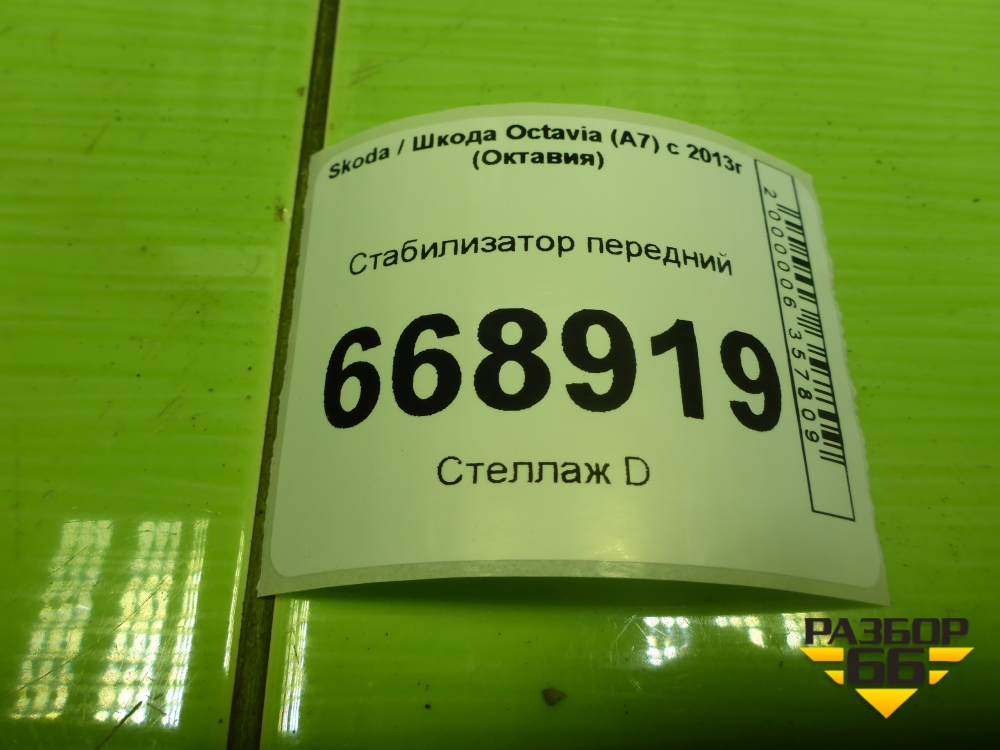 Skoda / Шкода Octavia (A7) с 2013г
(Октавия)
Стабилизатор передний
668919
Стеллаж D
2000006357809
РАЗБОР
66